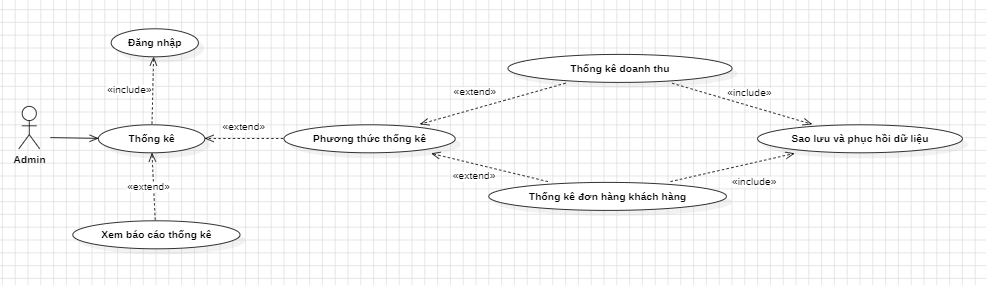 Đăng nhập
«include»
Admin
Thống kê
«extend»
Phương thức thống kê
«extend»
Xem báo cáo thống kê
«extend»
Thống kê doanh thu
«include»
Sao lưu và phục hồi dữ liệu
«extend»
Thống kê đơn hàng khách hàng
«include»